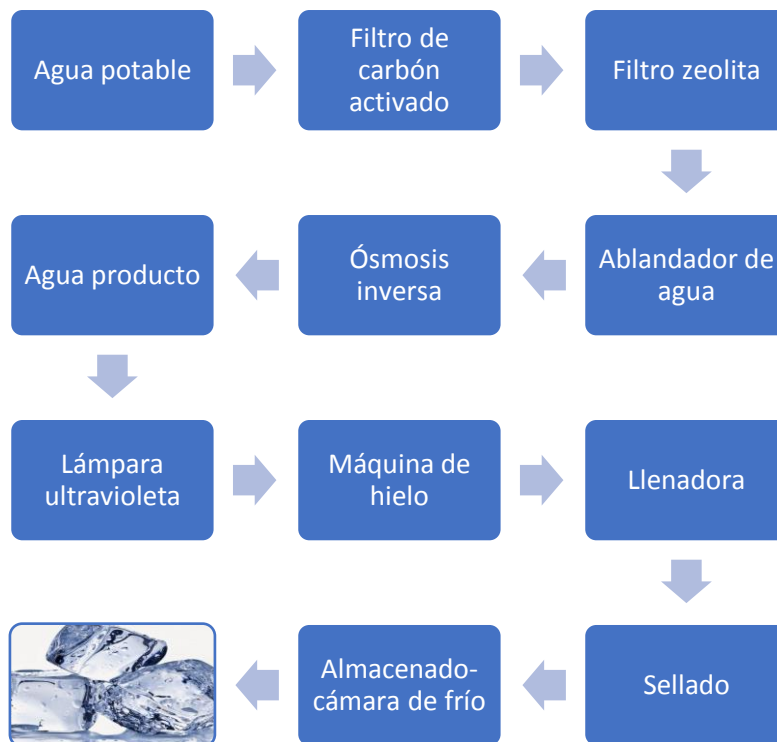 Agua potable
Filtro de
carbón
activado
Filtro zeolita
Ablandador de
agua
Ósmosis
inversa
Agua producto
Lámpara
ultravioleta
Máquina de
hielo
Llenadora
Sellado
Almacenado-
cámara de frío